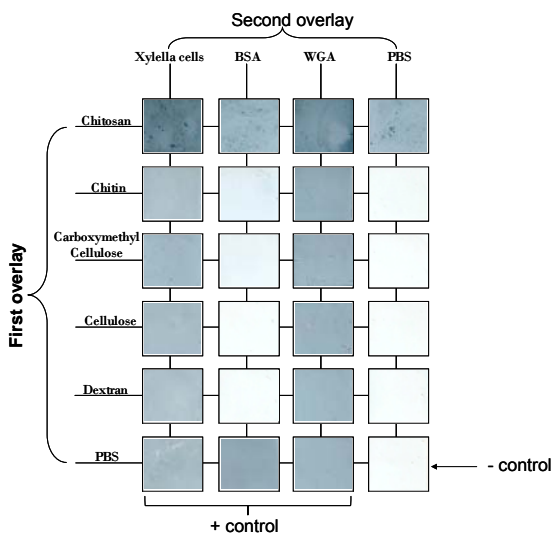 Second overlay
Xylella cells BSA WGA PBS
Chitosan
Chitin
Carboxymethyl
Cellulose
Cellulose
Dextran
PBS
First overlay
- control
+ control